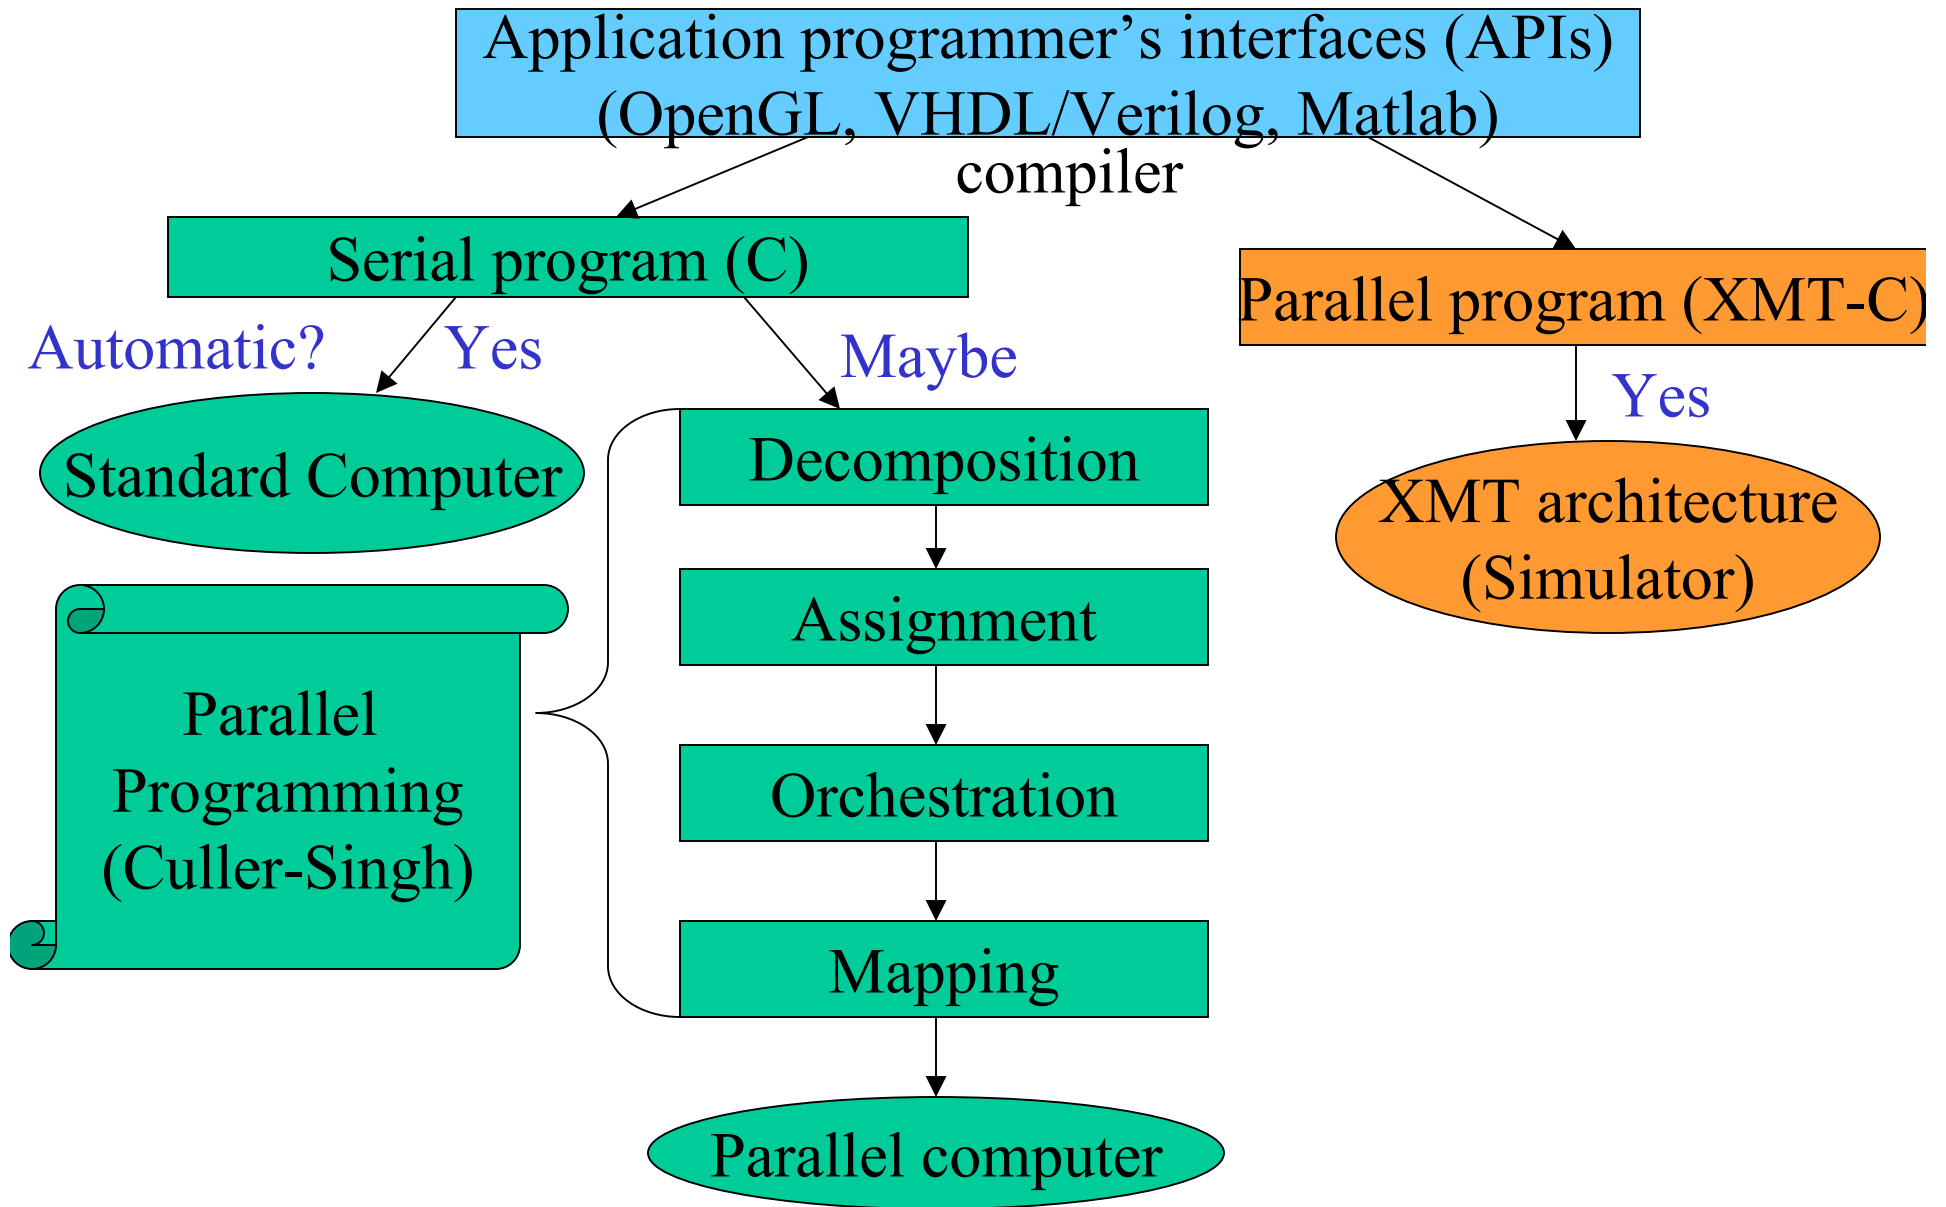 Application programmer’s interfaces (APIs)
(OpenGL, VHDL/Verilog, Matlab)
compiler
Serial program (C)
Parallel program (XMT-C)
Automatic?
Yes
Maybe
Yes
Standard Computer
Decomposition
XMT architecture
(Simulator)
Assignment
Parallel
Programming
(Culler-Singh)
Orchestration
Mapping
Parallel computer